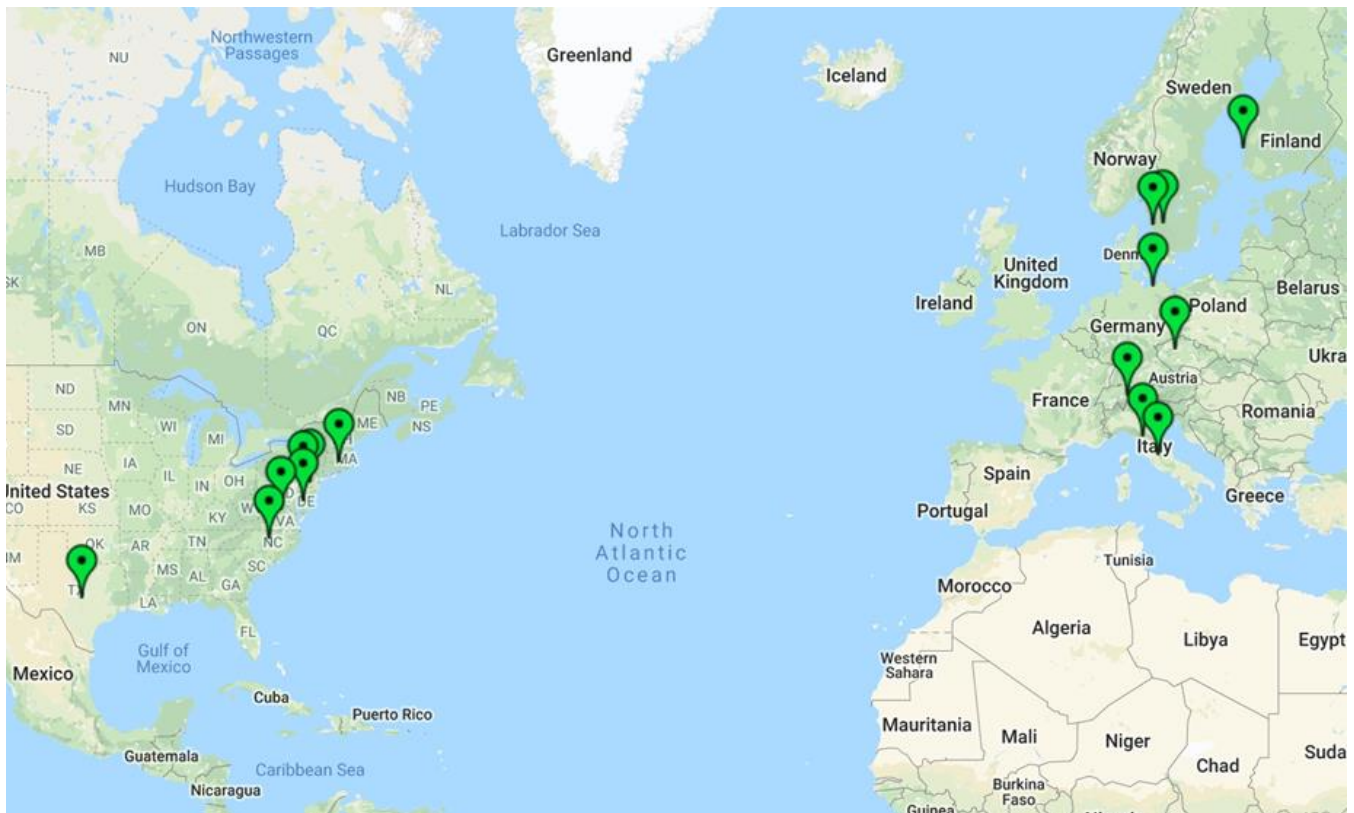 NU
Northwestern
Passages
Greenland
Iceland
Sweden
Finland
Norway
Hudson Bay
Labrador Sea
MB
SK
ON
QC
NL
Denm
United
Kingdom
Ireland
Belarus
Poland
Germany
Ukra
Austria
France
Romania
Italy
Spain
Portugal
Greece
ND
MN
SD
WI
MI
NB
PE
ME
NS
MA
NE
IA
IL
IN
OH
United States
CO
KS
MO
KY
VA
DE
NC
OK
AR
TN
SC
MS
AL
GA
LA
FL
North
Atlantic
Ocean
Tunisia
Morocco
Algeria
Libya
Egypt
Western
Sahara
Gulf of
Mexico
Mexico
Cuba
Puerto Rico
Mauritania
Mali
Niger
Chad
Suda
Guatemala
Caribbean Sea
Nicaragua
Burkina
Faso
Guinea